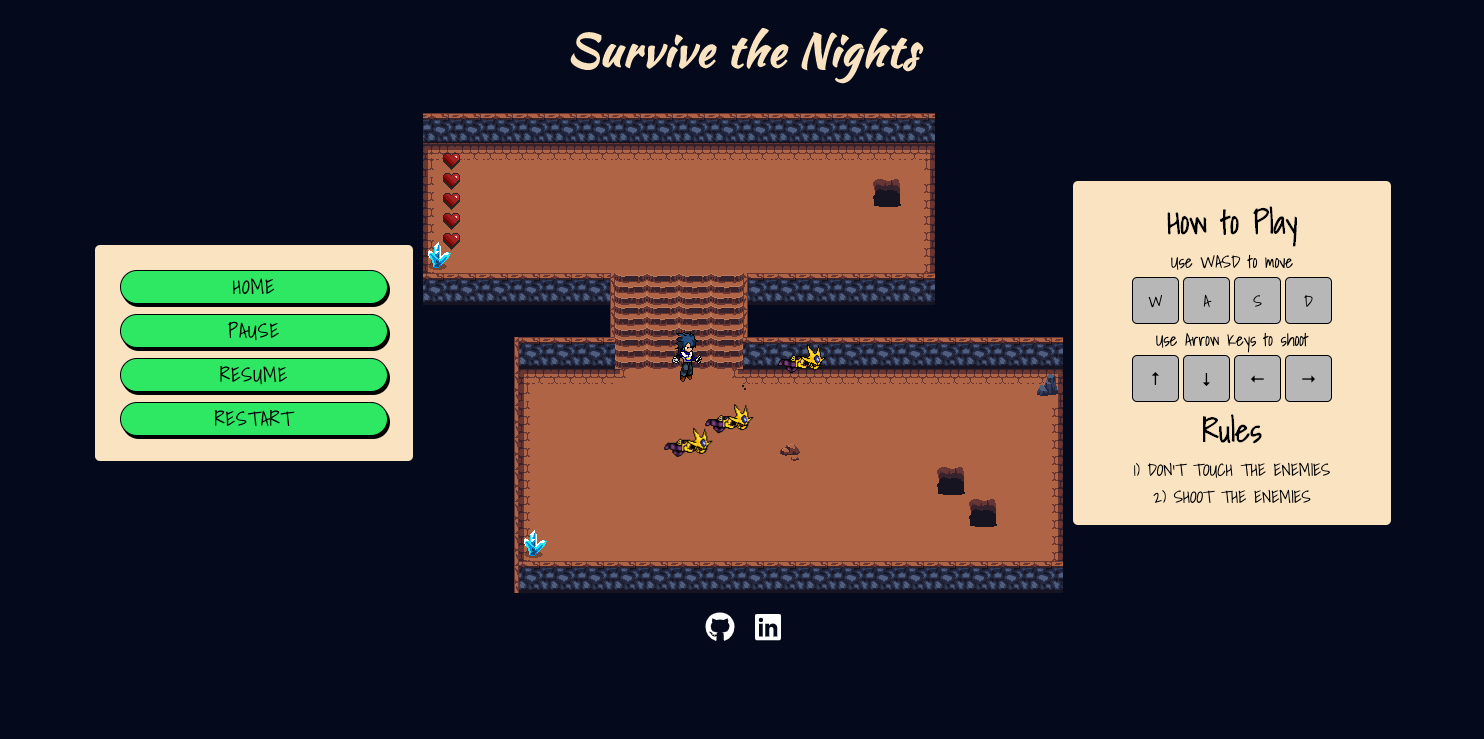 Survive the Nights
HOME
PAUSE
RESUME
RESTART
How to Play
Use WASD to move
W A S D
Use Arrow Keys to shoot
↑ ↓ ← →
Rules
1) DON'T TOUCH THE ENEMIES
2) SHOOT THE ENEMIES
in